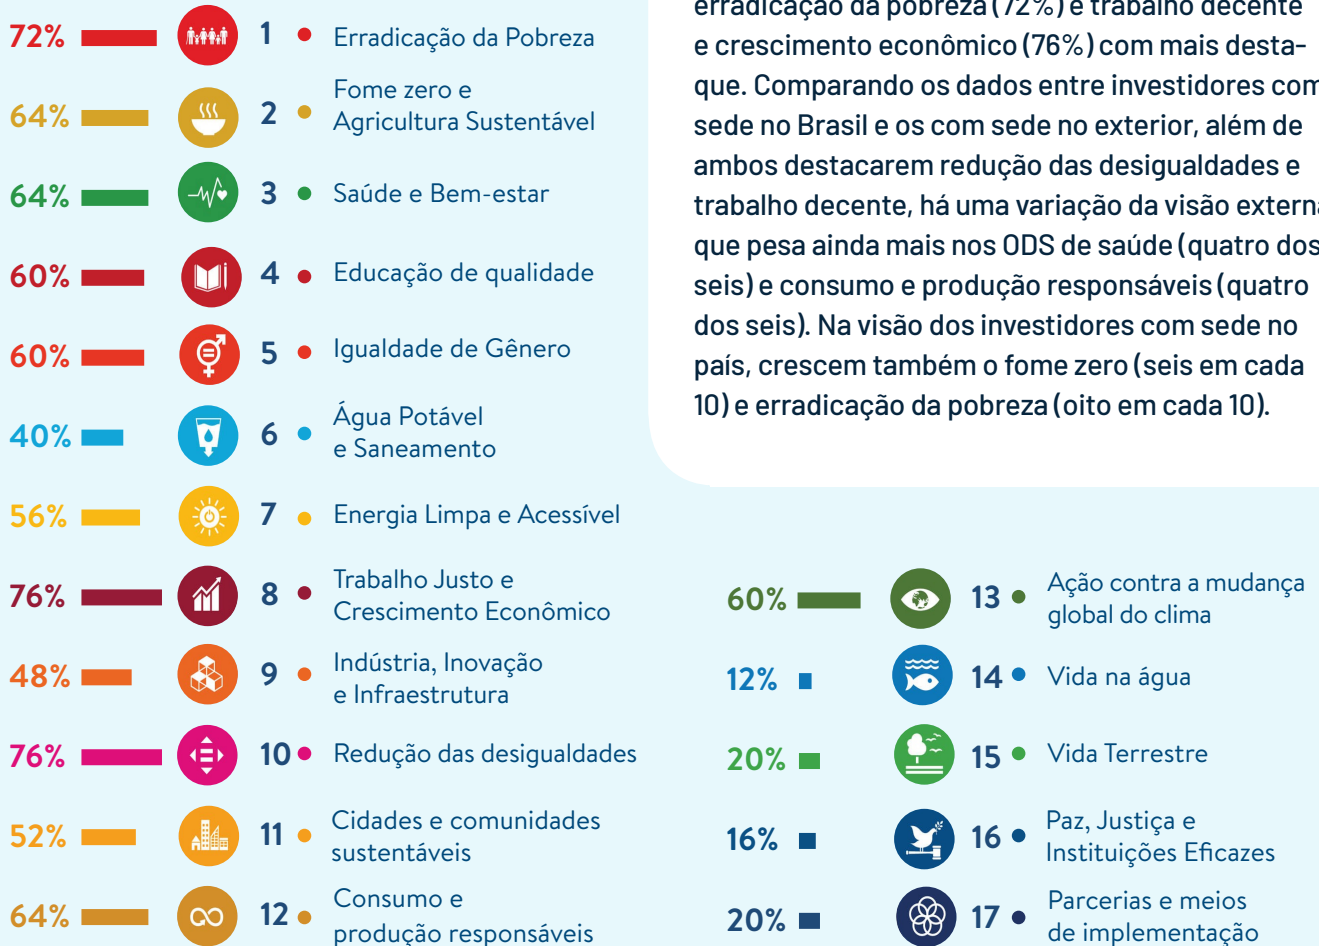 72% 1 Erradicação da Pobreza
64% 2 Fome zero e
Agricultura Sustentável
64% 3 Saúde e Bem-estar
60% 4 Educação de qualidade
60% 5 Igualdade de Gênero
40% 6 Água Potável
e Saneamento
56% 7 Energia Limpa e Acessível
76% 8 Trabalho Justo e
Crescimento Econômico
48% 9 Indústria, Inovação
e Infraestrutura
76% 10 Redução das desigualdades
52% 11 Cidades e comunidades
sustentáveis
64% 12 Consumo e
produção responsáveis
erradicação da pobreza (72%) e trabalho decente
e crescimento econômico (76%) com mais desta-
que. Comparando os dados entre investidores com
sede no Brasil e os com sede no exterior, além de
ambos destacarem redução das desigualdades e
trabalho decente, há uma variação da visão externa
que pesa ainda mais nos ODS de saúde (quatro dos
seis) e consumo e produção responsáveis (quatro
dos seis). Na visão dos investidores com sede no
país, crescem também o fome zero (seis em cada
10) e erradicação da pobreza (oito em cada 10).
60% 13 Ação contra a mudança
global do clima
12% 14 Vida na água
20% 15 Vida Terrestre
16% 16 Paz, Justiça e
Instituições Eficazes
20% 17 Parcerias e meios
de implementação